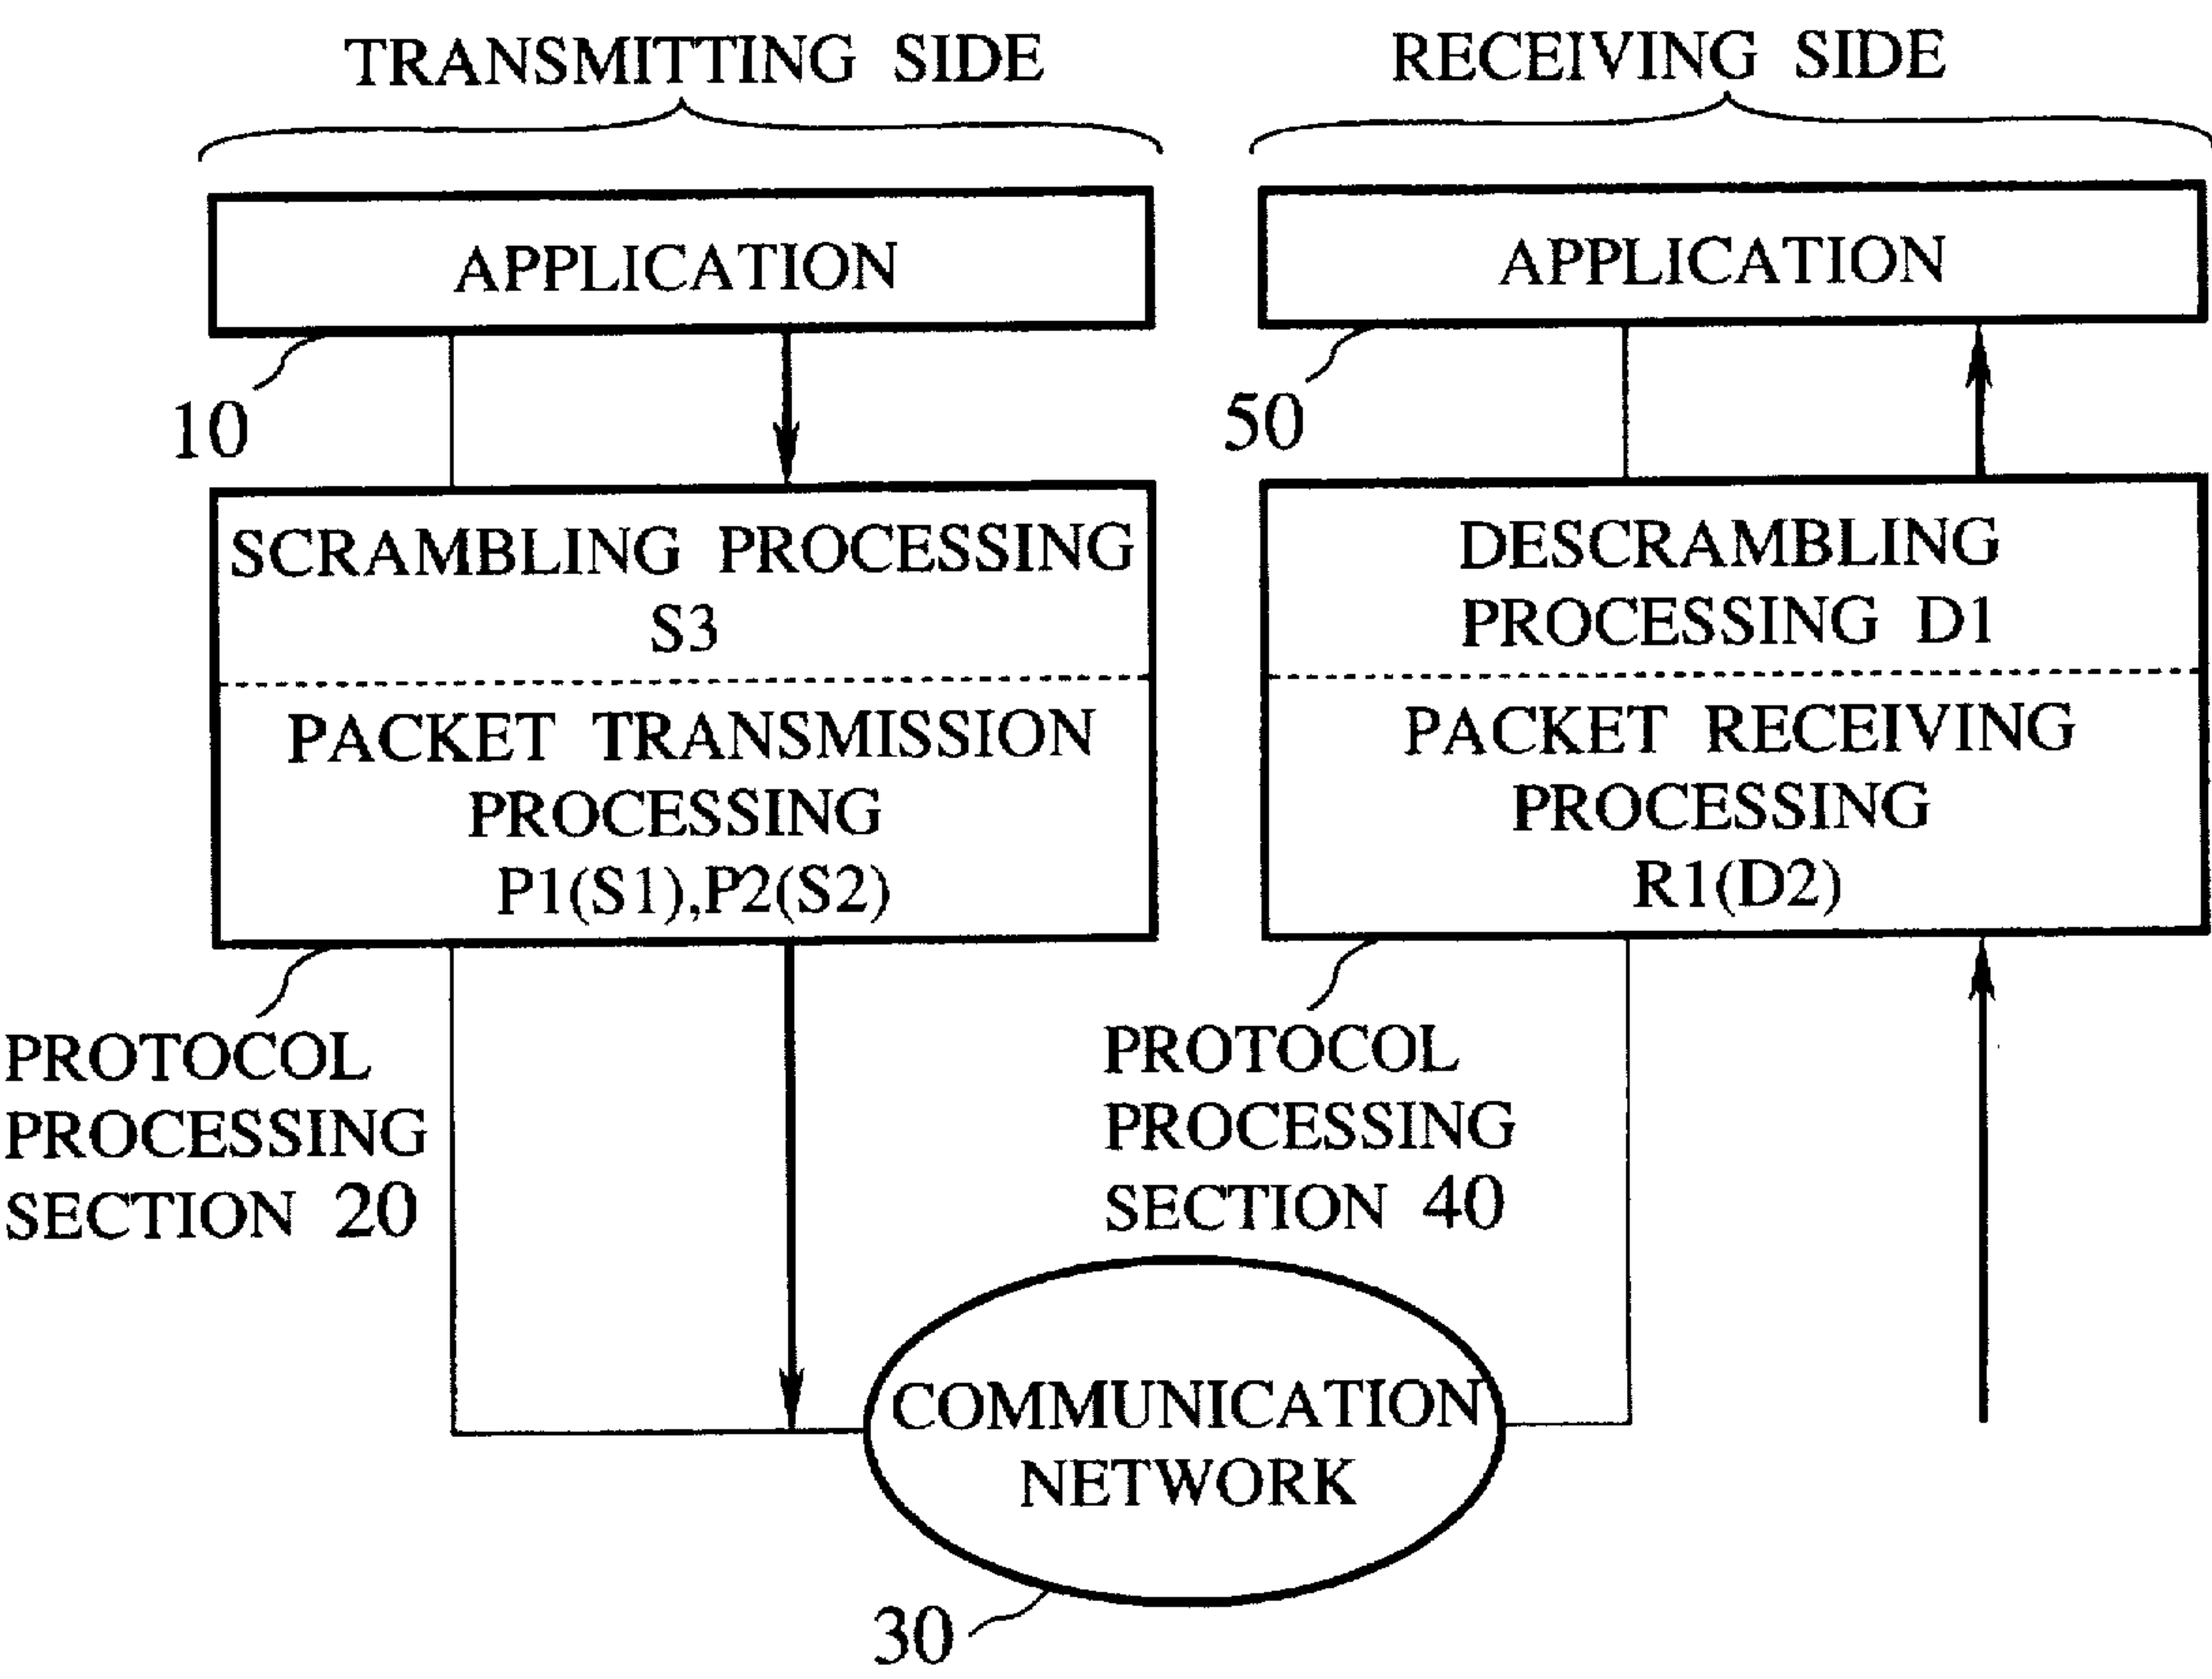 TRANSMITTING SIDE
APPLICATION
10
SCRAMBLING PROCESSING
S3
PACKET TRANSMISSION
PROCESSING
P1(S1),P2(S2)
PROTOCOL
PROCESSING
SECTION 20
RECEIVING SIDE
APPLICATION
50
DESCRAMBLING
PROCESSING D1
PACKET RECEIVING
PROCESSING
R1(D2)
PROTOCOL
PROCESSING
SECTION 40
COMMUNICATION
NETWORK
30